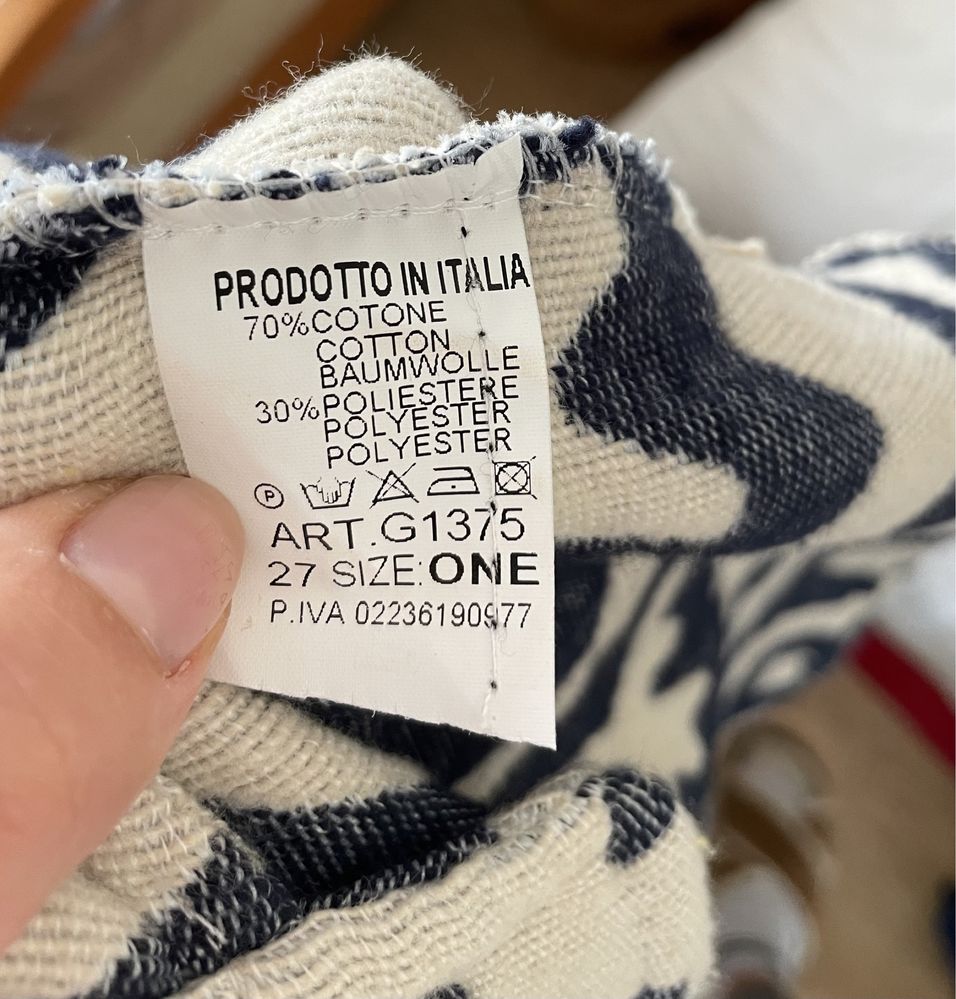 PRODOTTO IN ITALIA
70%COTONE
COTTON
BAUMWOLLE
30%POLIESTERE
POLYESTER
POLYESTER
P
ART.G1375
27 SIZE:ONE
P.IVA 02236190977